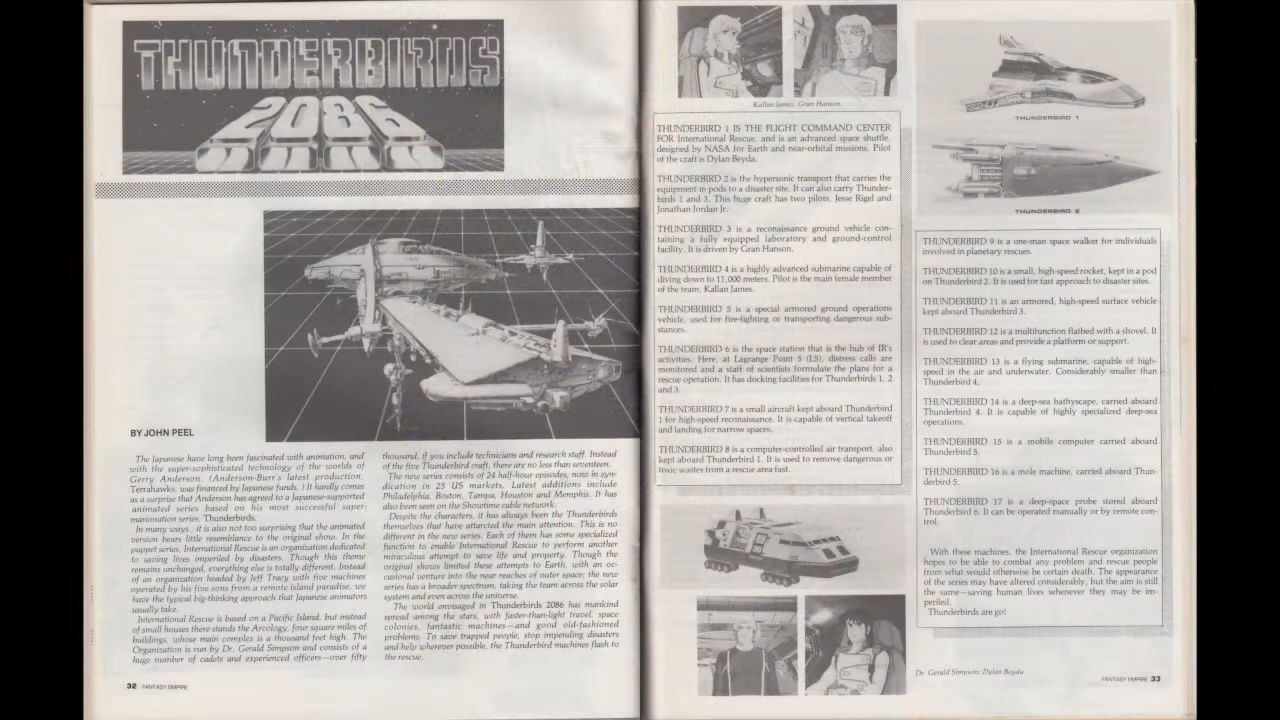 THUNDERBIRDS
2086
BY JOHN PEEL
The Japanese have long been fascinated with animation, and
with the super-sophisticated technology of the worlds of
Gerry Anderson. (Anderson-Burr's latest production,
Terrahawks, was financed by Japanese funds. ) It hardly comes
as a surprise that Anderson has agreed to a Japanese-supported
animated series based on his most successful super-
marionation series, Thunderbirds.
In many ways , it is also not too surprising that the animated
version bears little resemblance to the original show. In the
puppet series, International Rescue is an organization dedicated
to saving lives imperiled by disasters. Though this theme
remains unchanged, everything else is totally different. Instead
of an organization headed by Jeff Tracy with five machines
operated by his five sons from a remote island paradise, we
have the typical big-thinking approach that Japanese animators
usually take.
International Rescue is based on a Pacific Island, but instead
of small houses there stands the Arcology, four square miles of
buildings, whose main complex is a thousand feet high. The
Organization is run by Dr. Gerald Simpson and consists of a
huge number of cadets and experienced officers—over fifty
thousand, if you include technicians and research staff. Instead
of the five Thunderbird craft, there are no less than seventeen.
The new series consists of 24 half-hour episodes, now in syn-
dication in 25 US markets. Latest additions include
Philadelphia, Boston, Tampa, Houston and Memphis. It has
also been seen on the Showtime cable network.
Despite the characters, it has always been the Thunderbirds
themselves that have attarcted the main attention. This is no
different in the new series. Each of them has some specialized
function to enable International Rescue to perform another
miraculous attempt to save life and property. Though the
original shous limited these attempts to Earth, with an oc-
casional venture into the near reaches of outer space; the new
series has a broader spectrum, taking the team across the solar
system and even across the universe.
The world envisaged in Thunderbirds 2086 has mankind
spread among the stars, with faster-than-light travel, space
colonies, fantastic machines—and good old-fashioned
problems. To save trapped people, stop impending disasters
and help wherever possible, the Thunderbird machines flash to
the rescue.
32 FANTASY EMPIRE
Kallan James, Gran Hanson.
THUNDERBIRD 1 IS THE FLIGHT COMMAND CENTER
FOR International Rescue, and is an advanced space shuttle,
designed by NASA for Earth and near-orbital missions. Pilot
of the craft is Dylan Beyda.
THUNDERBIRD 2 is the hypersonic transport that carries the
equipment in pods to a disaster site. It can also carry Thunder-
birds 1 and 3. This huge craft has two pilots, Jesse Rigel and
Jonathan Jordan Jr.
THUNDERBIRD 3 is a reconaissance ground vehicle con-
taining a fully equipped laboratory and ground-control
facility. It is driven by Gran Hanson.
THUNDERBIRD 4 is a highly advanced submarine capable of
diving down to 11,000 meters. Pilot is the main female member
of the team, Kallan James.
THUNDERBIRD 5 is a special armored ground operations
vehicle, used for fire-fighting or transporting dangerous sub-
stances.
THUNDERBIRD 6 is the space station that is the hub of IR's
activities. Here, at Lagrange Point 5 (L5), distress calls are
monitored and a staff of scientists formulate the plans for a
rescue operation. It has docking facilities for Thunderbirds 1, 2
and 3.
THUNDERBIRD 7 is a small aircraft kept aboard Thunderbird
1 for high-speed reconaissance. It is capable of vertical takeoff
and landing for narrow spaces.
THUNDERBIRD 8 is a computer-controlled air transport, also
kept aboard Thunderbird 1. It is used to remove dangerous or
toxic wastes from a rescue area fast.
THUNDERBIRD 1
THUNDERBIRD 2
THUNDERBIRD 9 is a one-man space walker for individuals
involved in planetary rescues.
THUNDERBIRD 10 is a small, high-speed rocket, kept in a pod
on Thunderbird 2. It is used for fast approach to disaster sites.
THUNDERBIRD 11 is an armored, high-speed surface vehicle
kept aboard Thunderbird 3.
THUNDERBIRD 12 is a multifunction flatbed with a shovel. It
is used to clear areas and provide a platform or support.
THUNDERBIRD 13 is a flying submarine, capable of high-
speed in the air and underwater. Considerably smaller than
Thunderbird 4.
THUNDERBIRD 14 is a deep-sea bathyscape, carried aboard
Thunderbird 4. It is capable of highly specialized deep-sea
operations.
THUNDERBIRD 15 is a mobile computer carried aboard
Thunderbird 5.
THUNDERBIRD 16 is a mole machine, carried aboard Thun-
derbird 5.
THUNDERBIRD 17 is a deep-space probe stored aboard
Thunderbird 6. It can be operated manually or by remote con-
trol.
With these machines, the International Rescue organization
hopes to be able to combat any problem and rescue people
from what would otherwise be certain death. The appearance
of the series may have altered considerably, but the aim is still
the same—saving human lives whenever they may be im-
periled.
Thunderbirds are go!
Dr. Gerald Simpson; Dylan Beyda
FANTASY EMPIRE 33